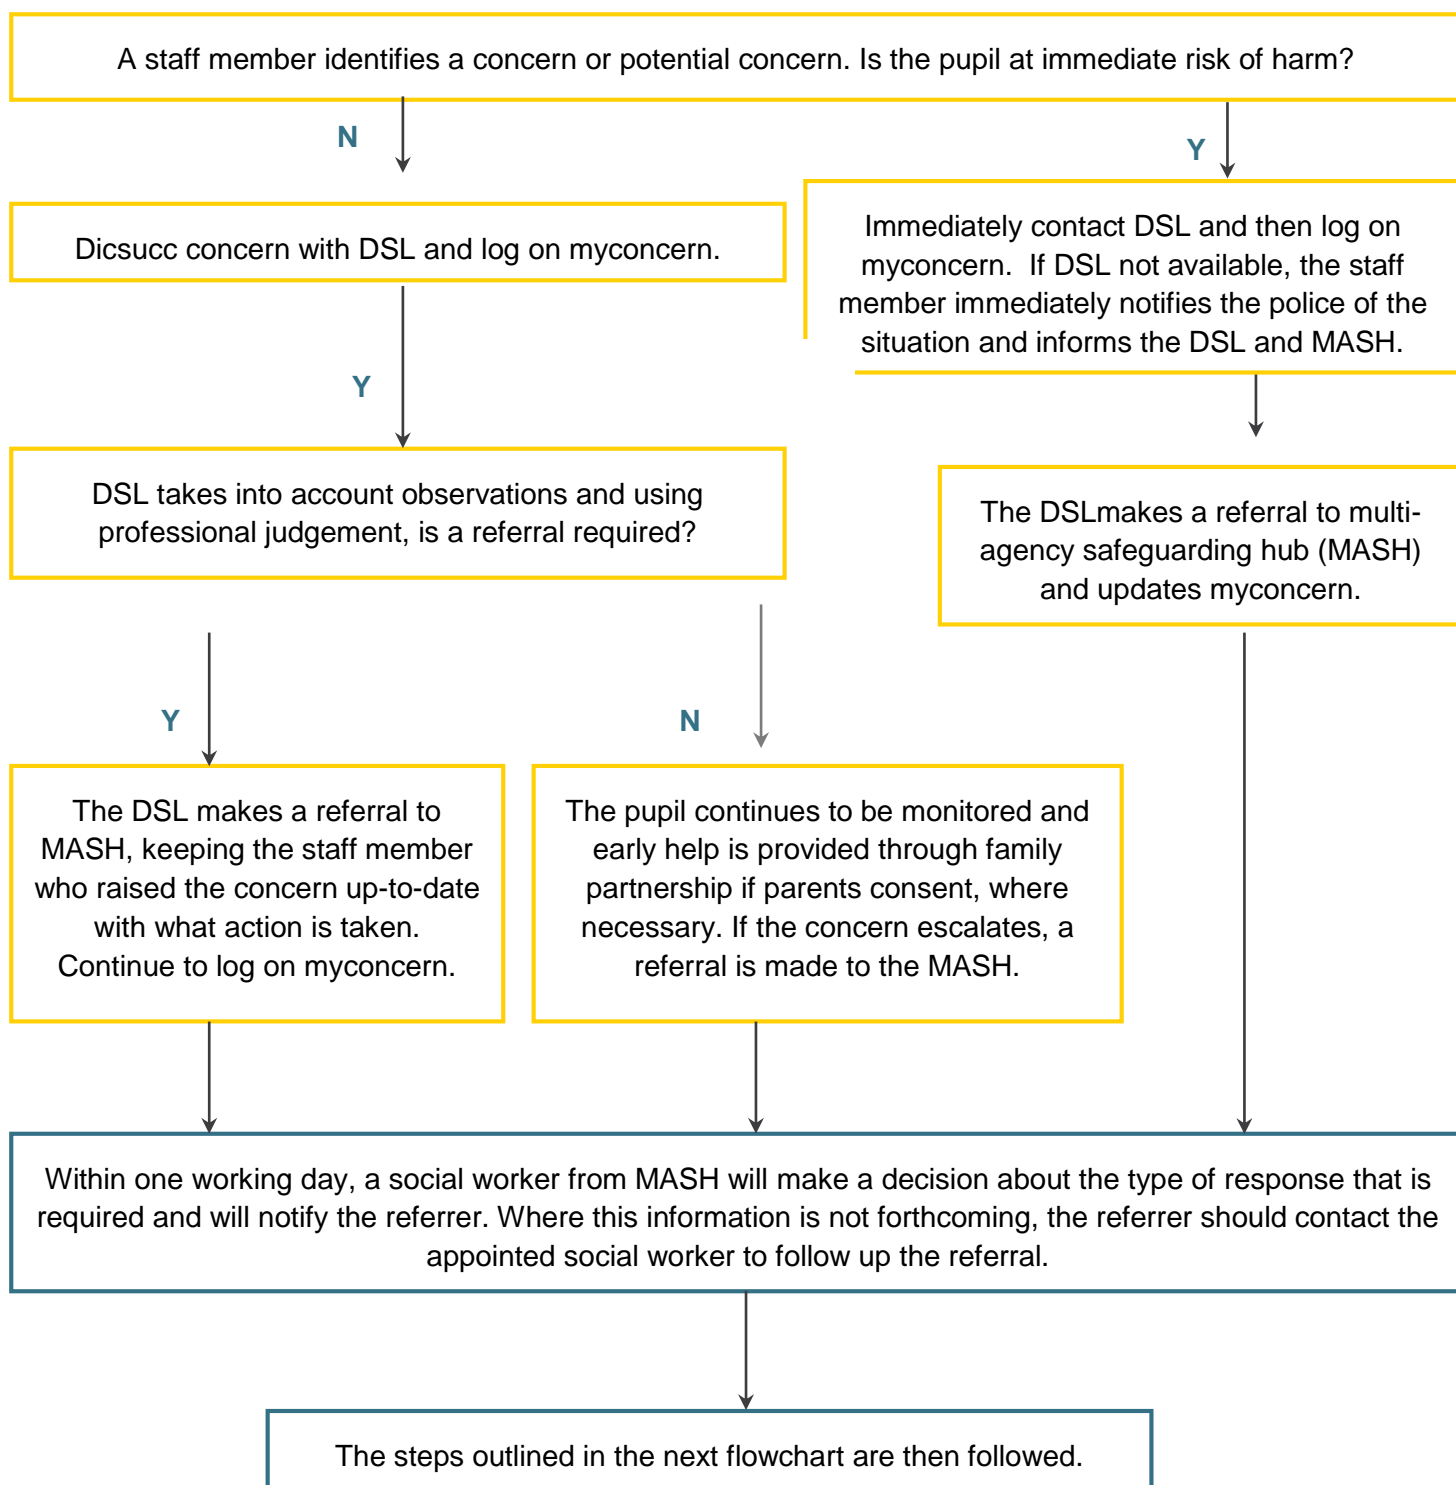 A staff member identifies a concern or potential concern. Is the pupil at immediate risk of harm?
N
Y
Dicsucc concern with DSL and log on myconcern.
Immediately contact DSL and then log on
myconcern.  If DSL not available, the staff
member immediately notifies the police of the
situation and informs the DSL and MASH.
Y
DSL takes into account observations and using
professional judgement, is a referral required?
The DSLmakes a referral to multi-
agency safeguarding hub (MASH)
and updates myconcern.
Y
N
The DSL makes a referral to
MASH, keeping the staff member
who raised the concern up-to-date
with what action is taken.
Continue to log on myconcern.
The pupil continues to be monitored and
early help is provided through family
partnership if parents consent, where
necessary. If the concern escalates, a
referral is made to the MASH.
Within one working day, a social worker from MASH will make a decision about the type of response that is
required and will notify the referrer. Where this information is not forthcoming, the referrer should contact the
appointed social worker to follow up the referral.
The steps outlined in the next flowchart are then followed.